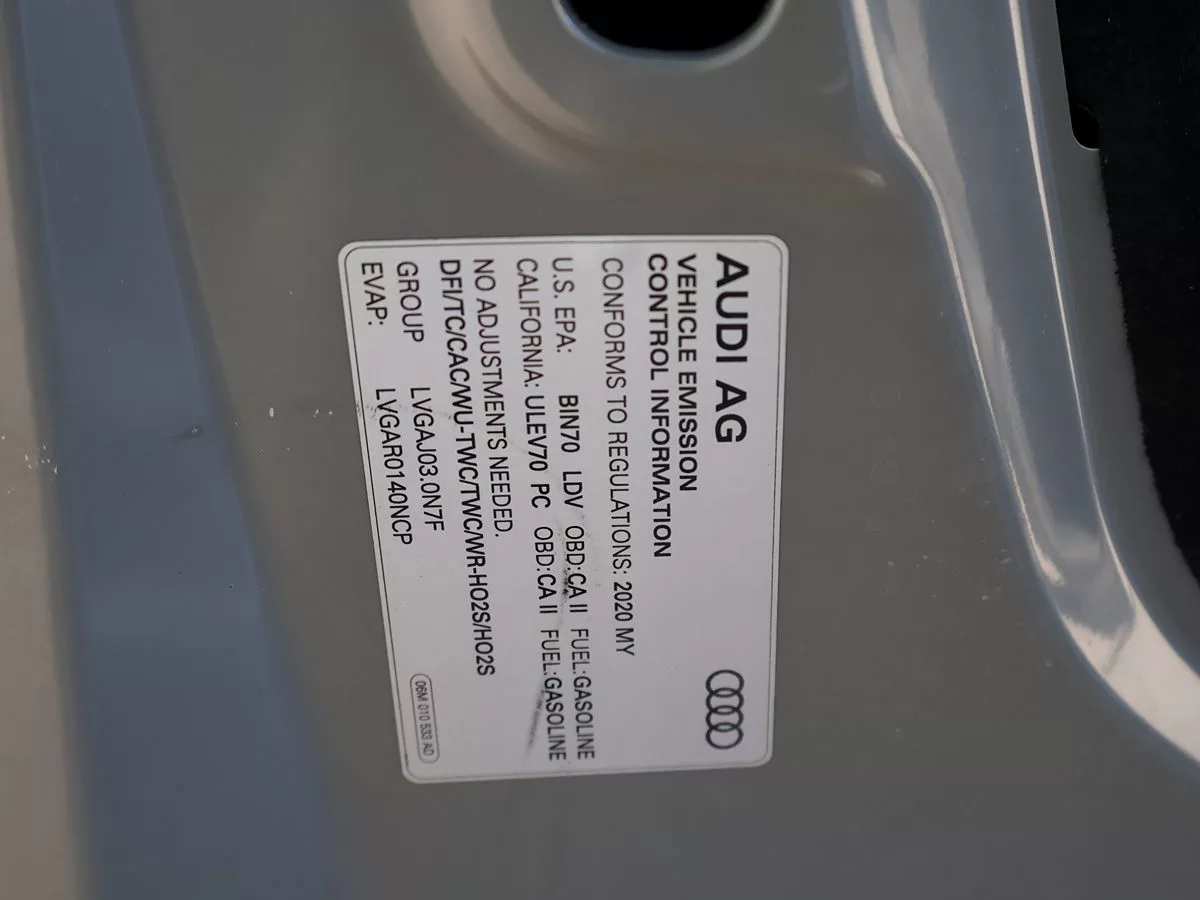 AUDI AG
VEHICLE EMISSION
CONTROL INFORMATION
CONFORMS TO REGULATIONS: 2020 MY
U.S. EPA: BIN70 LDV OBD:CA II FUEL:GASOLINE
CALIFORNIA: ULEV70 PC OBD:CA II FUEL:GASOLINE
NO ADJUSTMENTS NEEDED.
DFI/TC/CAC/WU-TWC/TWC/WR-HO2S/HO2S
GROUP LVGAJ03.0N7F
EVAP: LVGAR0140NCP
06M 010 533 AD